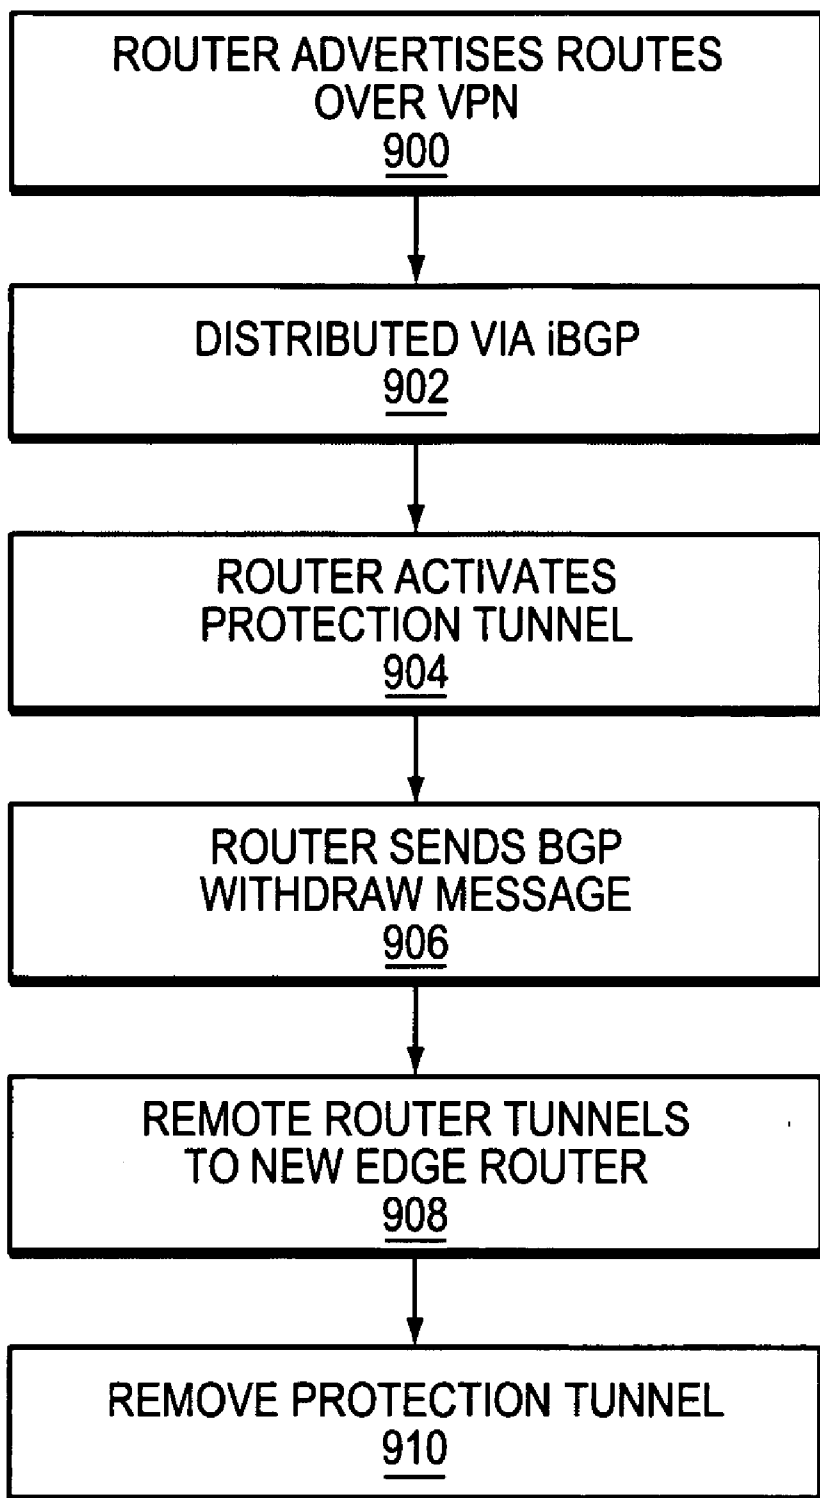 ROUTER ADVERTISES ROUTES
OVER VPN
900
DISTRIBUTED VIA iBGP
902
ROUTER ACTIVATES
PROTECTION TUNNEL
904
ROUTER SENDS BGP
WITHDRAW MESSAGE
906
REMOTE ROUTER TUNNELS
TO NEW EDGE ROUTER
908
REMOVE PROTECTION TUNNEL
910